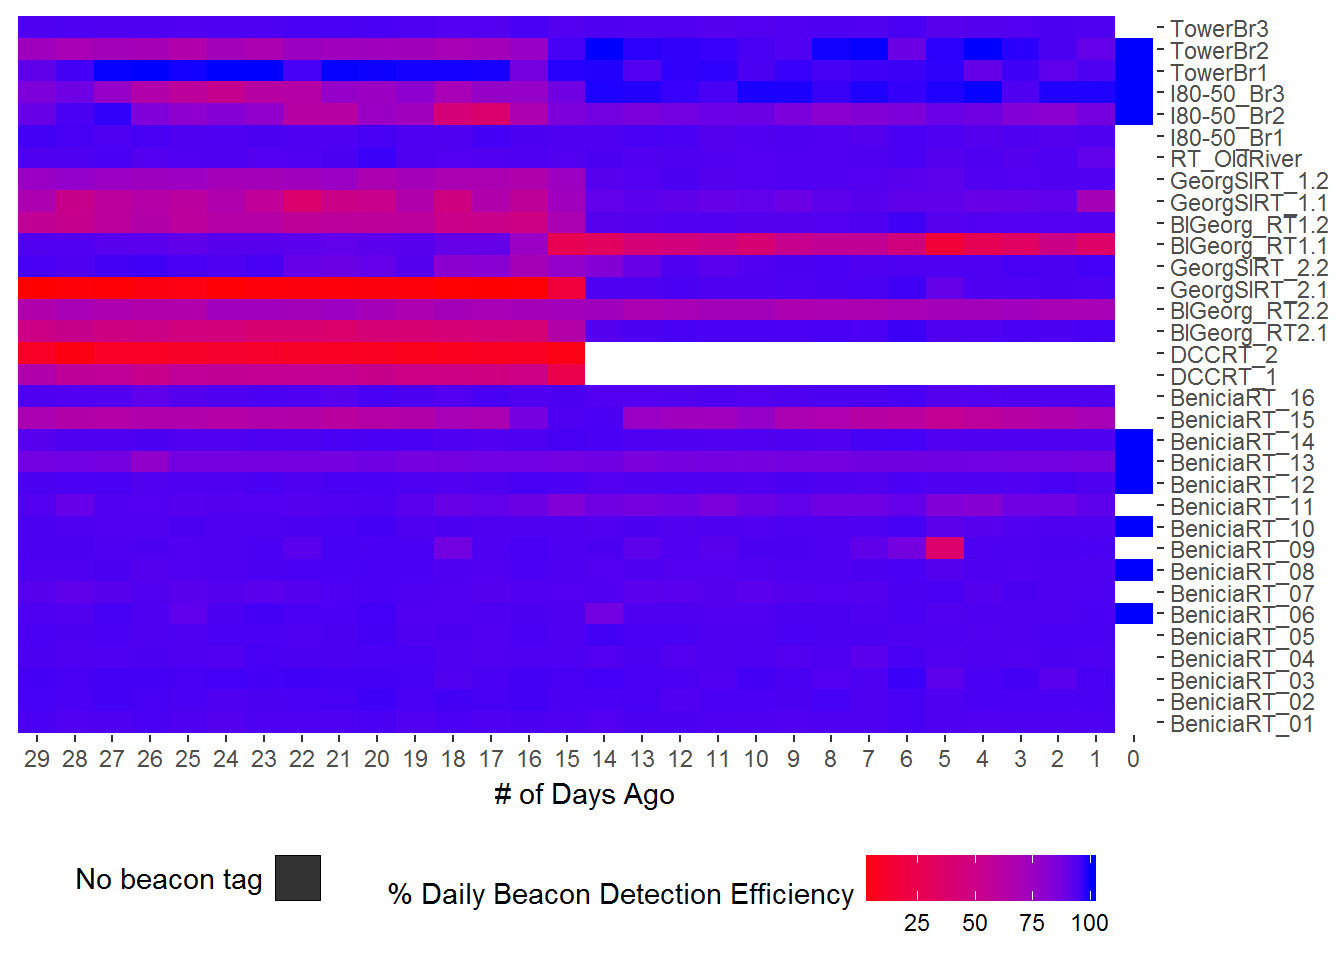 TowerBr3
TowerBr2
TowerBr1
I80-50_Br3
I80-50_Br2
I80-50_Br1
RT_OldRiver
GeorgSlRT_1.2
GeorgSlRT_1.1
BlGeorg_RT1.2
BlGeorg_RT1.1
GeorgSlRT_2.2
GeorgSlRT_2.1
BlGeorg_RT2.2
BlGeorg_RT2.1
DCCRT_2
DCCRT_1
BeniciaRT_16
BeniciaRT_15
BeniciaRT_14
BeniciaRT_13
BeniciaRT_12
BeniciaRT_11
BeniciaRT_10
BeniciaRT_09
BeniciaRT_08
BeniciaRT_07
BeniciaRT_06
BeniciaRT_05
BeniciaRT_04
BeniciaRT_03
BeniciaRT_02
BeniciaRT_01
29 28 27 26 25 24 23 22 21 20 19 18 17 16 15 14 13 12 11 10 9 8 7 6 5 4 3 2 1 0
# of Days Ago
No beacon tag
% Daily Beacon Detection Efficiency
25 50 75 100